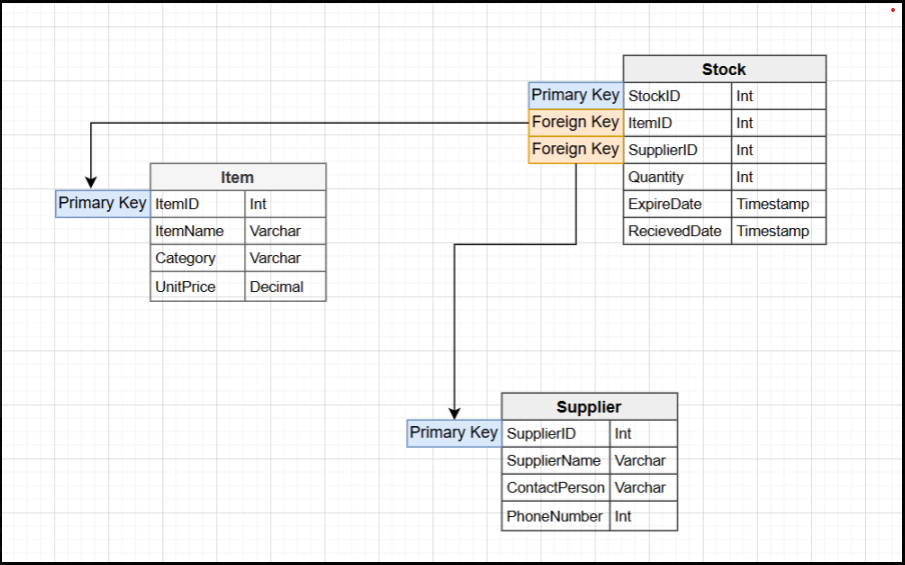 Stock
Primary Key StockID Int
Foreign Key ItemID Int
Foreign Key SupplierID Int
Quantity Int
ExpireDate Timestamp
RecievedDate Timestamp
Item
Primary Key ItemID Int
ItemName Varchar
Category Varchar
UnitPrice Decimal
Supplier
Primary Key SupplierID Int
SupplierName Varchar
ContactPerson Varchar
PhoneNumber Int